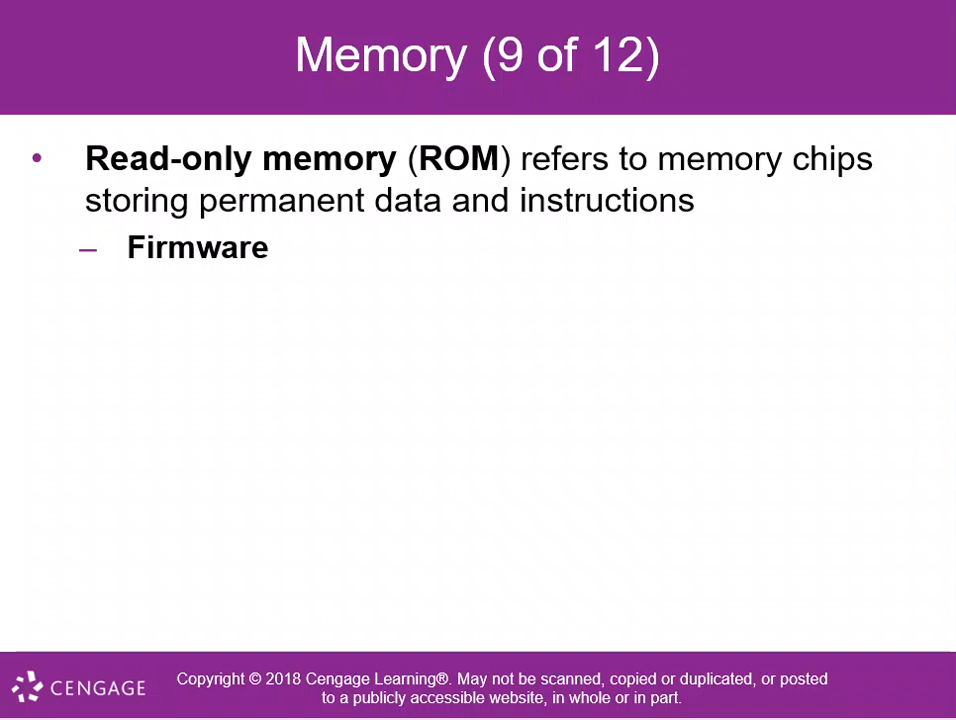 Memory (9 of 12)
• Read-only memory (ROM) refers to memory chips
storing permanent data and instructions
– Firmware
CENGAGE
Copyright © 2018 Cengage Learning®. May not be scanned, copied or duplicated, or posted
to a publicly accessible website, in whole or in part.